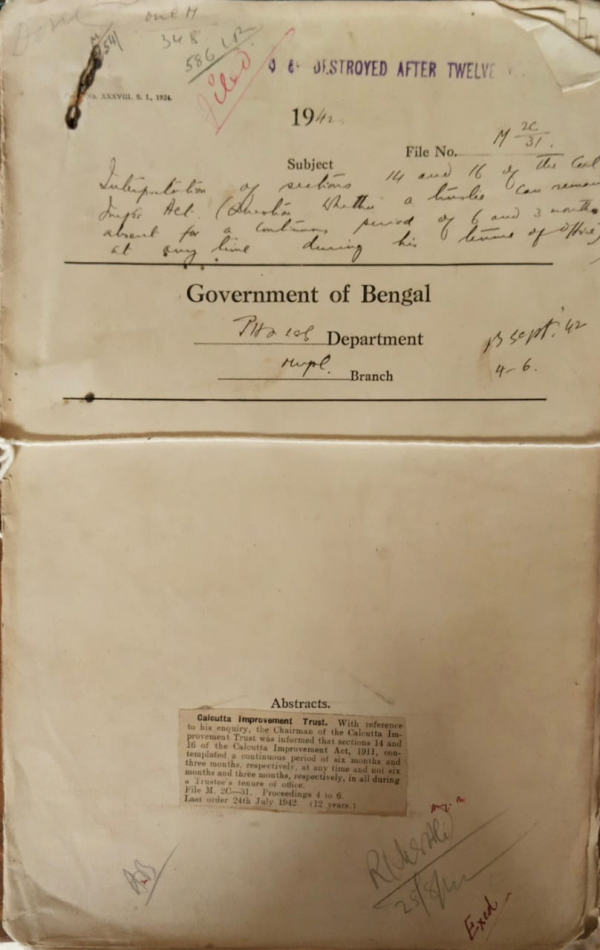 one M
348
586 L.R.
Filed
DESTROYED AFTER TWELVE
No. XXXVIII. S. I., 1924.
1942
File No. M 2C/31.
Subject
Interpretation of sections 14 and 16 of the Cal
Impt Act. (Question whether a trustee can remain
absent for a continuous period of 6 and 3 months
at any time during his tenure of office)
Government of Bengal
Department
Branch
B Sept. 42
4-6.
Abstracts.
Calcutta Improvement Trust. With reference
to his enquiry, the Chairman of the Calcutta Im-
provement Trust was informed that sections 14 and
16 of the Calcutta Improvement Act, 1911, con-
templated a continuous period of six months and
three months, respectively, at any time and not six
months and three months, respectively, in all during
a Trustee's tenure of office.
File M. 2C—31. Proceedings 4 to 6.
Last order 24th July 1942. (12 years.)
Exed